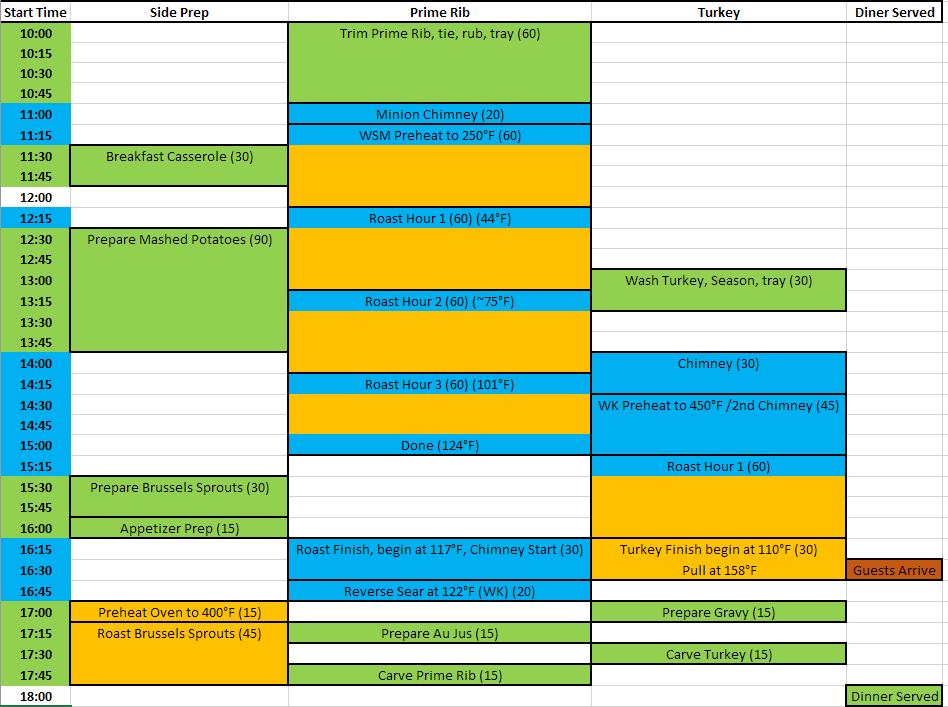 Start Time Side Prep Prime Rib Turkey Diner Served
10:00 Trim Prime Rib, tie, rub, tray (60)
10:15
10:30
10:45
11:00 Minion Chimney (20)
11:15 WSM Preheat to 250°F (60)
11:30 Breakfast Casserole (30)
11:45
12:00
12:15 Roast Hour 1 (60) (44°F)
12:30 Prepare Mashed Potatoes (90)
12:45
13:00 Wash Turkey, Season, tray (30)
13:15 Roast Hour 2 (60) (~75°F)
13:30
13:45
14:00 Chimney (30)
14:15 Roast Hour 3 (60) (101°F)
14:30 WK Preheat to 450°F /2nd Chimney (45)
14:45
15:00 Done (124°F)
15:15 Roast Hour 1 (60)
15:30 Prepare Brussels Sprouts (30)
15:45
16:00 Appetizer Prep (15)
16:15 Roast Finish, begin at 117°F, Chimney Start (30) Turkey Finish begin at 110°F (30)
16:30 Pull at 158°F Guests Arrive
16:45 Reverse Sear at 122°F (WK) (20)
17:00 Preheat Oven to 400°F (15) Prepare Gravy (15)
17:15 Roast Brussels Sprouts (45) Prepare Au Jus (15)
17:30 Carve Turkey (15)
17:45 Carve Prime Rib (15)
18:00 Dinner Served